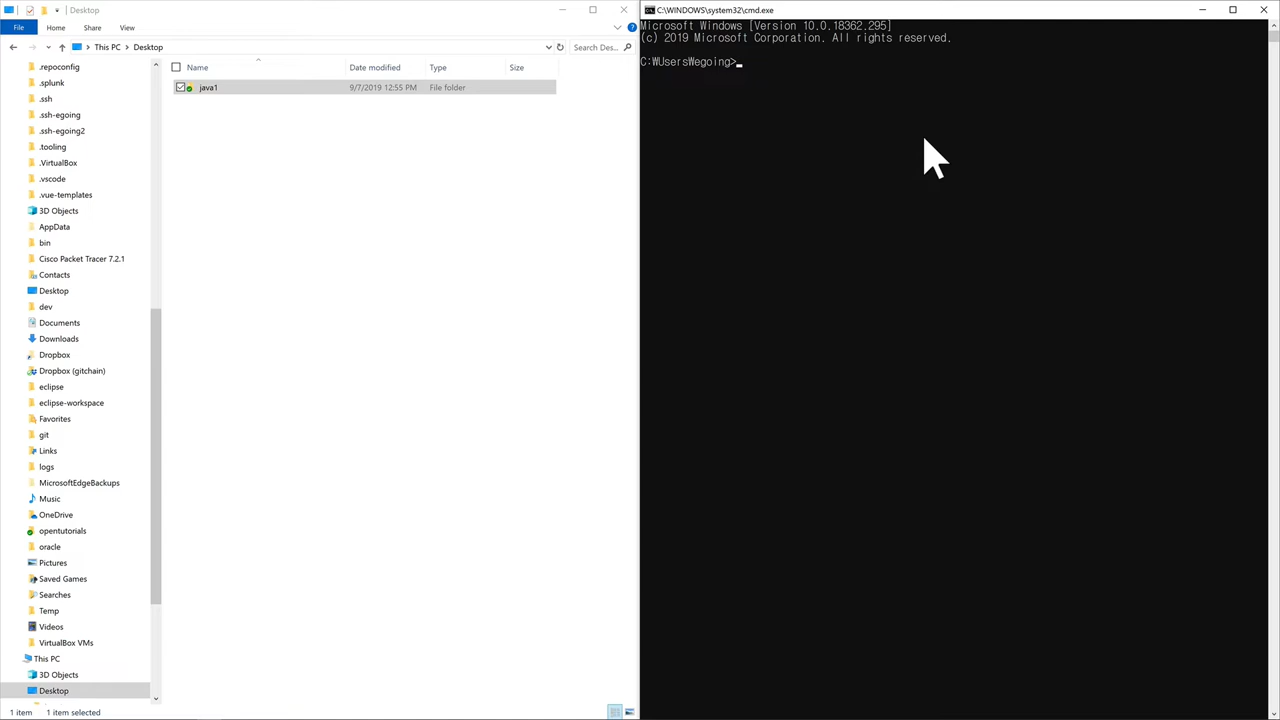 Desktop
File Home Share View
This PC Desktop
Search Des...
Name Date modified Type Size
java1 9/7/2019 12:55 PM File folder
.repoconfig
.splunk
.ssh
.ssh-egoing
.ssh-egoing2
.tooling
.VirtualBox
.vscode
.vue-templates
3D Objects
AppData
bin
Cisco Packet Tracer 7.2.1
Contacts
Desktop
dev
Documents
Downloads
Dropbox
Dropbox (gitchain)
eclipse
eclipse-workspace
Favorites
git
Links
logs
MicrosoftEdgeBackups
Music
OneDrive
opentutorials
oracle
Pictures
Saved Games
Searches
Temp
Videos
VirtualBox VMs
This PC
3D Objects
Desktop
1 item 1 item selected
C:\WINDOWS\system32\cmd.exe
Microsoft Windows [Version 10.0.18362.295]
(c) 2019 Microsoft Corporation. All rights reserved.
C:₩Users₩egoing>